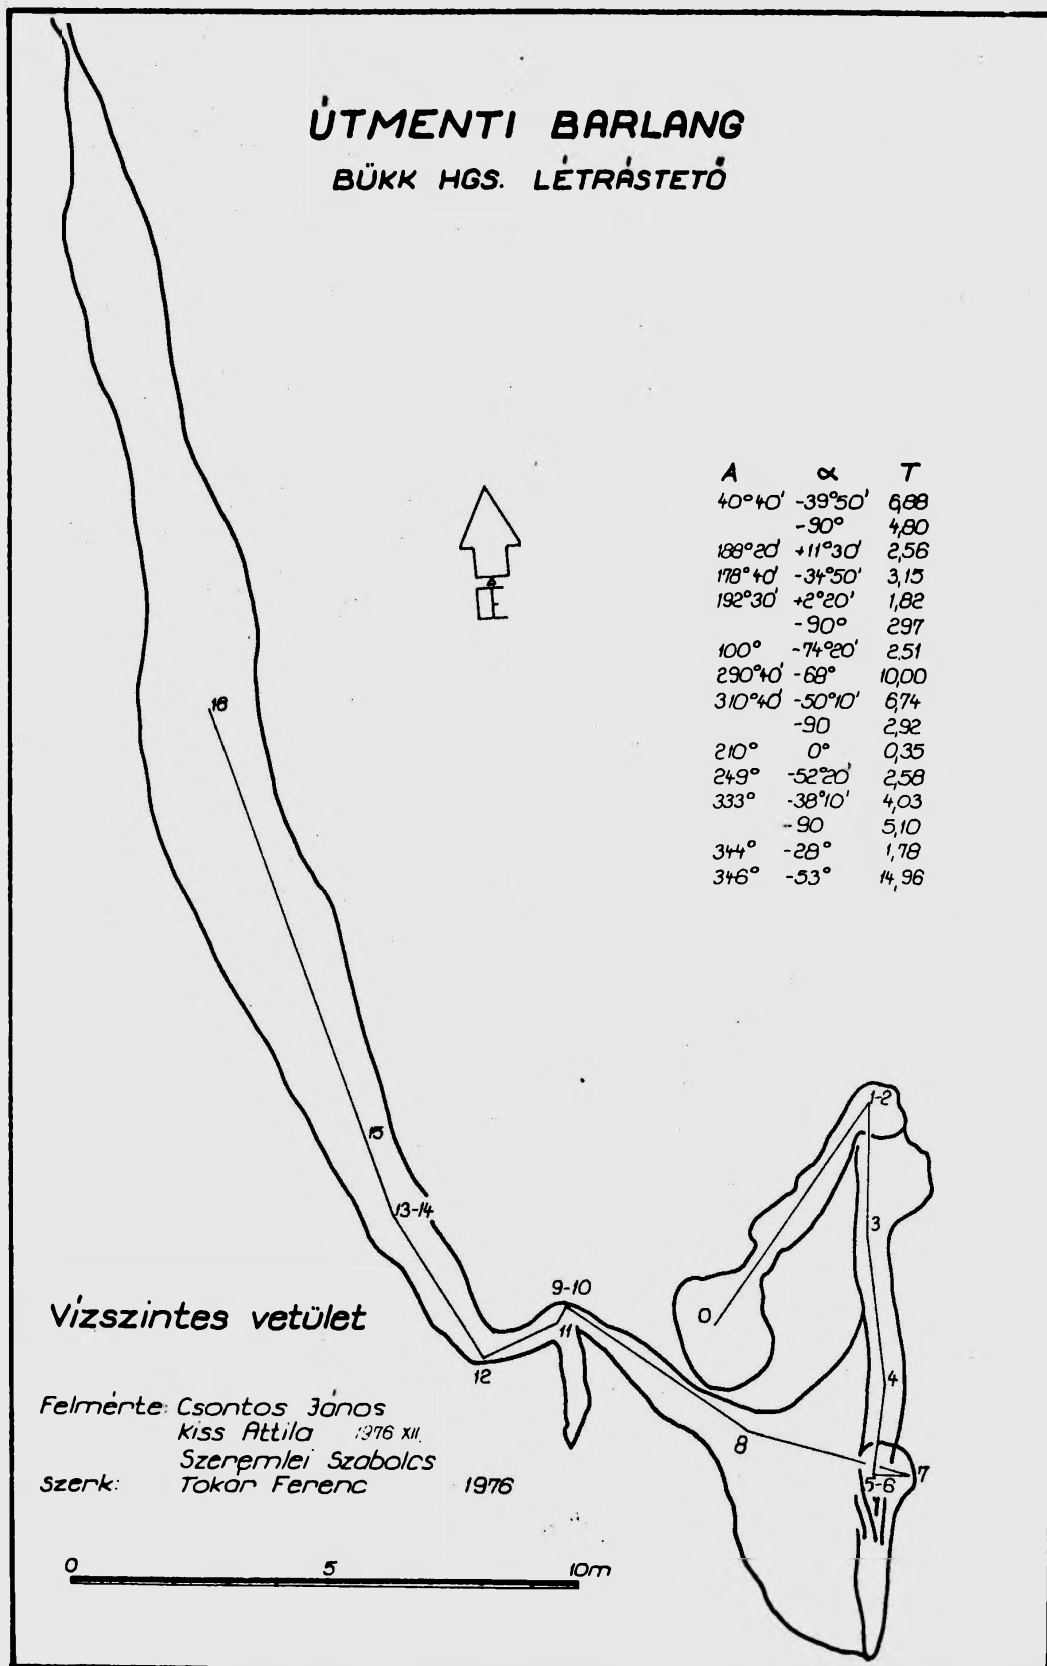 ÚTMENTI BARLANG
BÜKK HGS. LÉTRÁSTETŐ
A α T
40°40' -39°50' 6,88
-90° 4,80
188°20' +11°30' 2,56
178°40' -34°50' 3,15
192°30' +2°20' 1,82
-90° 297
100° -74°20' 2,51
290°40' -68° 10,00
310°40' -50°10' 6,74
-90 2,92
210° 0° 0,35
249° -52°20' 2,58
333° -38°10' 4,03
-90 5,10
344° -28° 1,78
346° -53° 14,96
É
16
15
13-14
12
9-10
11
8
0
1-2
3
4
5-6
7
Vízszintes vetület
Felmérte: Csontos János
Kiss Attila 1976 XII.
Szeremlei Szabolcs
Szerk: Tokár Ferenc 1976
0 5 10m